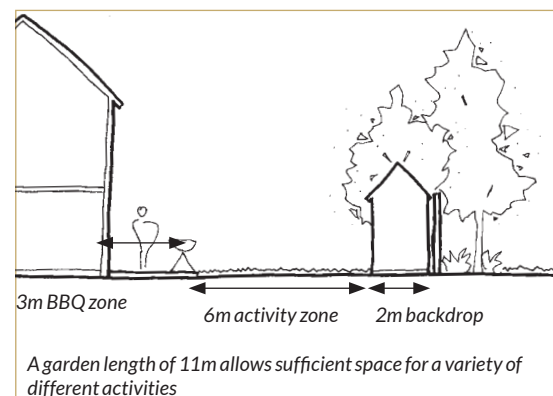 3m BBQ zone
6m activity zone
2m backdrop
A garden length of 11m allows sufficient space for a variety of
different activities